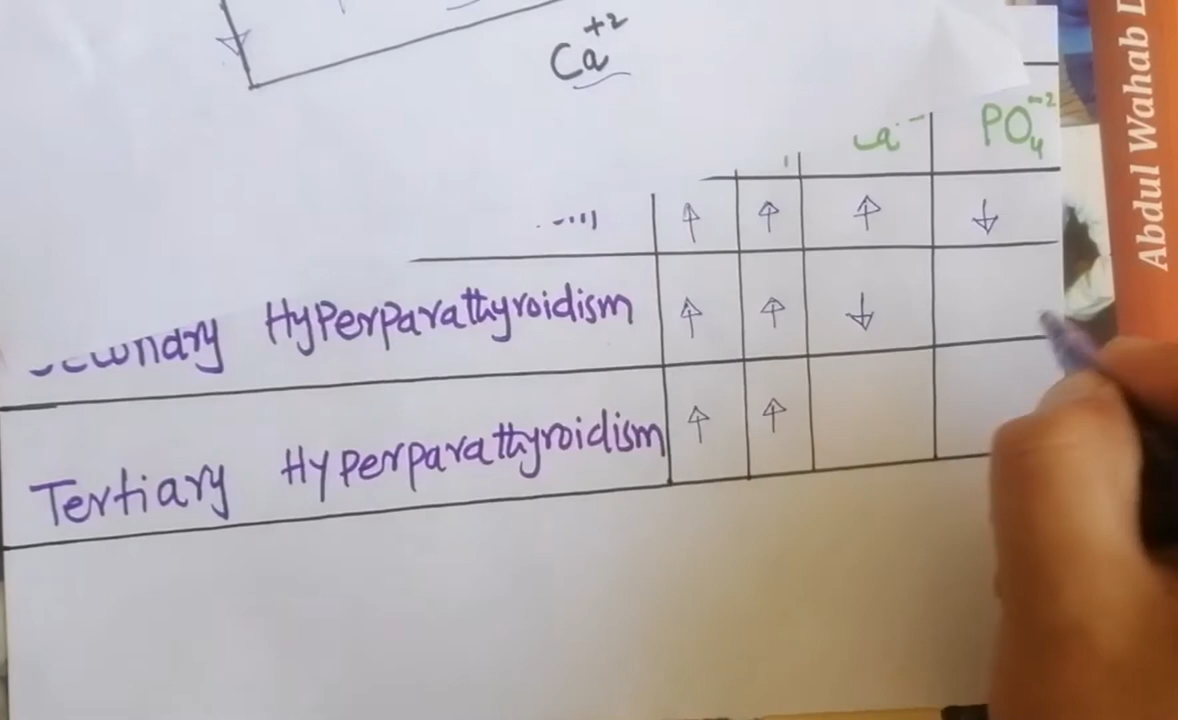 Ca+2
PO4-2
↑ ↑ ↑ ↓
Hyperparathyroidism ↑ ↑ ↓
Tertiary Hyperparathyroidism ↑ ↑
Abdul Wahab